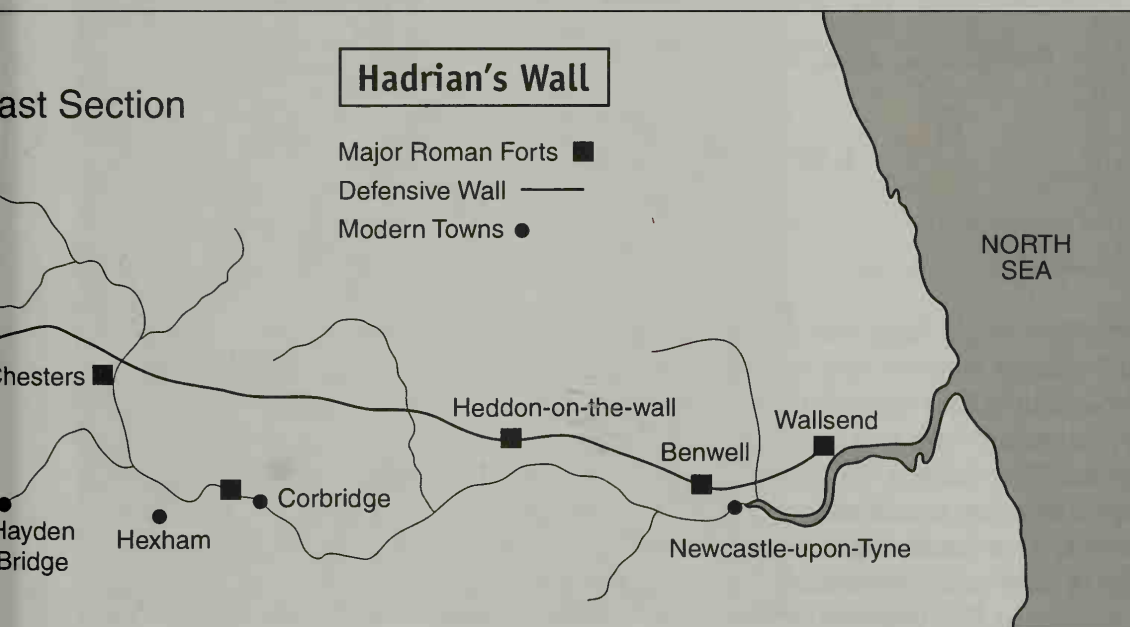 Hadrian's Wall
ast Section
Major Roman Forts
Defensive Wall
Modern Towns
NORTH
SEA
hesters
Heddon-on-the-wall
Wallsend
Benwell
Corbridge
Hayden
Bridge
Hexham
Newcastle-upon-Tyne